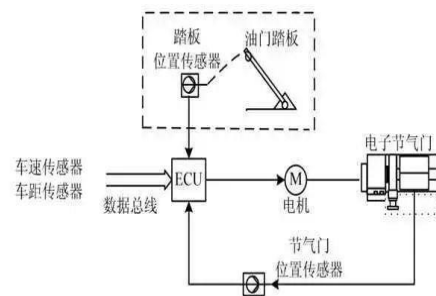 踏板
位置传感器
油门踏板
电子节气门
车速传感器
车距传感器
数据总线
ECU
M
电机
节气门
位置传感器